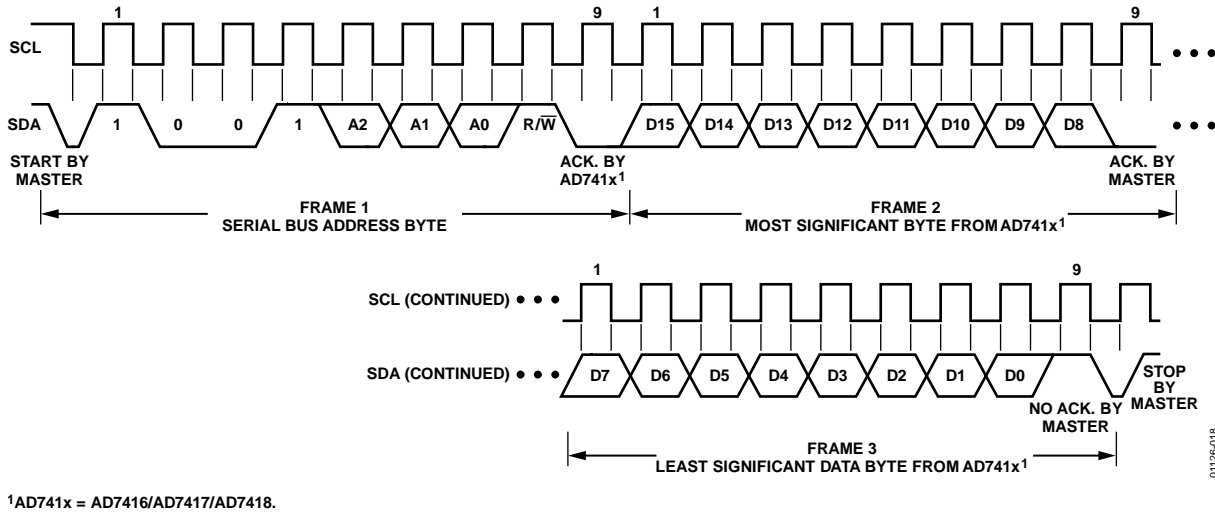 1 9 1 9
SCL
SDA 1 0 0 1 A2 A1 A0 R/W̅ D15 D14 D13 D12 D11 D10 D9 D8
START BY
MASTER
ACK. BY
AD741x¹
ACK. BY
MASTER
FRAME 1
SERIAL BUS ADDRESS BYTE
FRAME 2
MOST SIGNIFICANT BYTE FROM AD741x¹
1 9
SCL (CONTINUED)
SDA (CONTINUED) D7 D6 D5 D4 D3 D2 D1 D0
NO ACK. BY
MASTER
STOP
BY
MASTER
FRAME 3
LEAST SIGNIFICANT DATA BYTE FROM AD741x¹
01126-018
¹AD741x = AD7416/AD7417/AD7418.